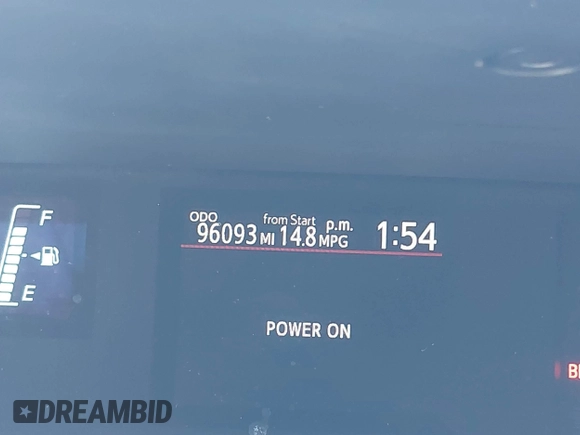 F
E
ODO from Start p.m.
96093 MI 14.8 MPG 1:54
POWER ON
DREAMBID